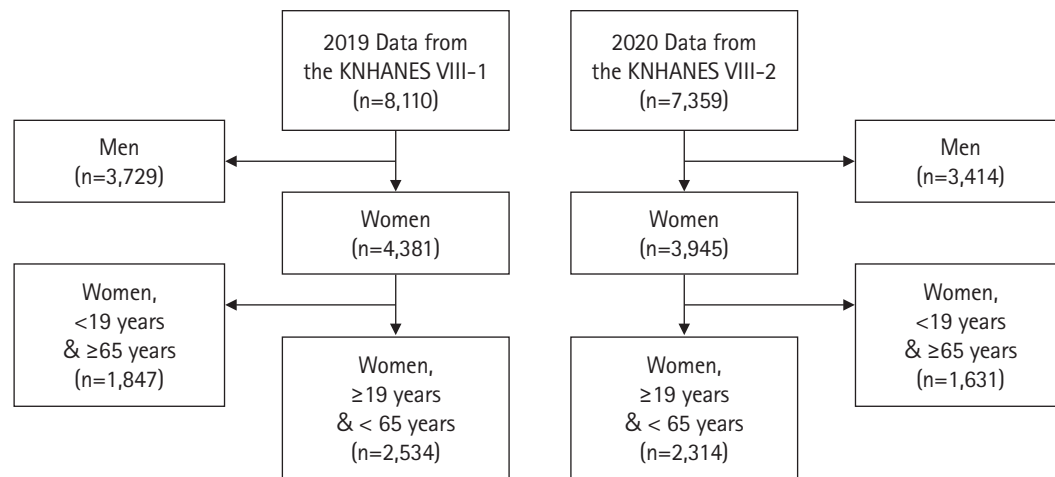 2019 Data from
the KNHANES VIII-1
(n=8,110)
2020 Data from
the KNHANES VIII-2
(n=7,359)
Men
(n=3,729)
Men
(n=3,414)
Women
(n=4,381)
Women
(n=3,945)
Women,
<19 years
& ≥65 years
(n=1,847)
Women,
<19 years
& ≥65 years
(n=1,631)
Women,
≥19 years
& < 65 years
(n=2,534)
Women,
≥19 years
& < 65 years
(n=2,314)